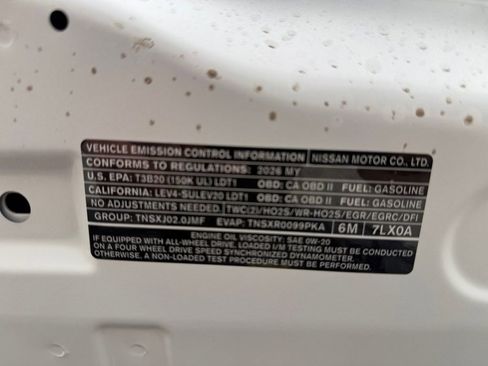 VEHICLE EMISSION CONTROL INFORMATION NISSAN MOTOR CO., LTD.
CONFORMS TO REGULATIONS: 2026 MY
U.S. EPA: T3B20 (150K UL) LDT1 OBD: CA OBD II FUEL: GASOLINE
CALIFORNIA: LEV4-SULEV20 LDT1 OBD: CA OBD II FUEL: GASOLINE
NO ADJUSTMENTS NEEDED TWC(2)/HO2S/WR-HO2S/EGR/EGRC/DFI
GROUP: TNSXJ02.0JMF EVAP: TNSXR0099PKA 6M 7LX0A
ENGINE OIL VISCOSITY: SAE 0W-20
IF EQUIPPED WITH ALL-WHEEL DRIVE, LOADED I/M TESTING MUST BE CONDUCTED
ON A FOUR WHEEL DRIVE SPEED SYNCHRONIZED DYNAMOMETER.
OTHERWISE, A NON-LOADED TEST PROCEDURE MUST BE PERFORMED.